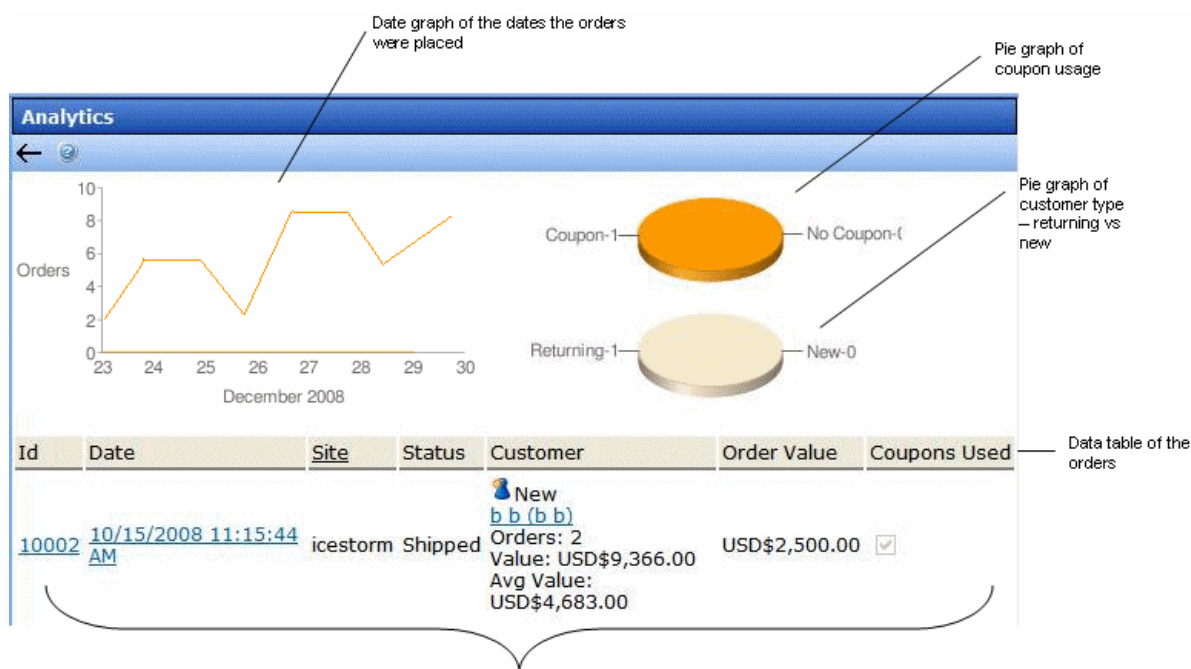 Date graph of the dates the orders
were placed
Pie graph of
coupon usage
Analytics
10
8
6
4
2
0
Orders
23 24 25 26 27 28 29 30
December 2008
Coupon-1
No Coupon-(
Returning-1
New-0
Pie graph of
customer type
– returning vs
new
Id Date Site Status Customer Order Value Coupons Used
Data table of the
orders
10002
10/15/2008 11:15:44
AM
icestorm Shipped
New
b b (b b)
Orders: 2
Value: USD$9,366.00
Avg Value:
USD$4,683.00
USD$2,500.00